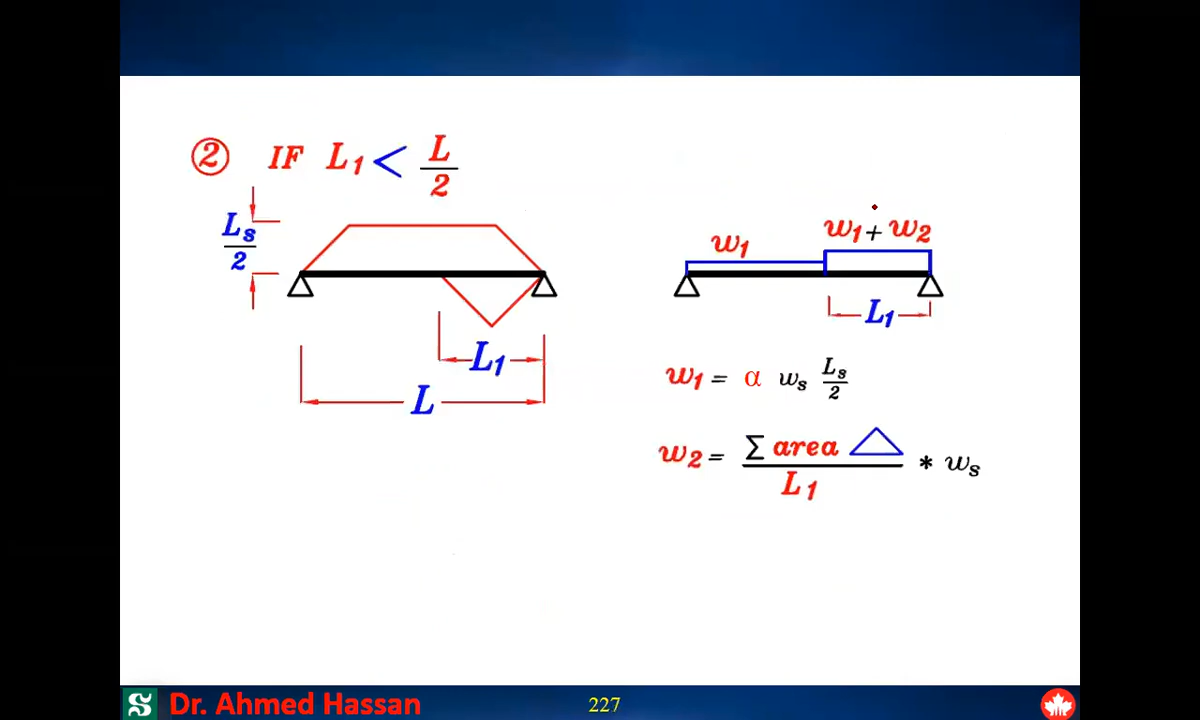 ② IF L1 < L/2
Ls/2
L1
L
w1
w1 + w2
L1
w1 = α ws Ls/2
w2 = Σ area △ / L1 * ws
Dr. Ahmed Hassan
227